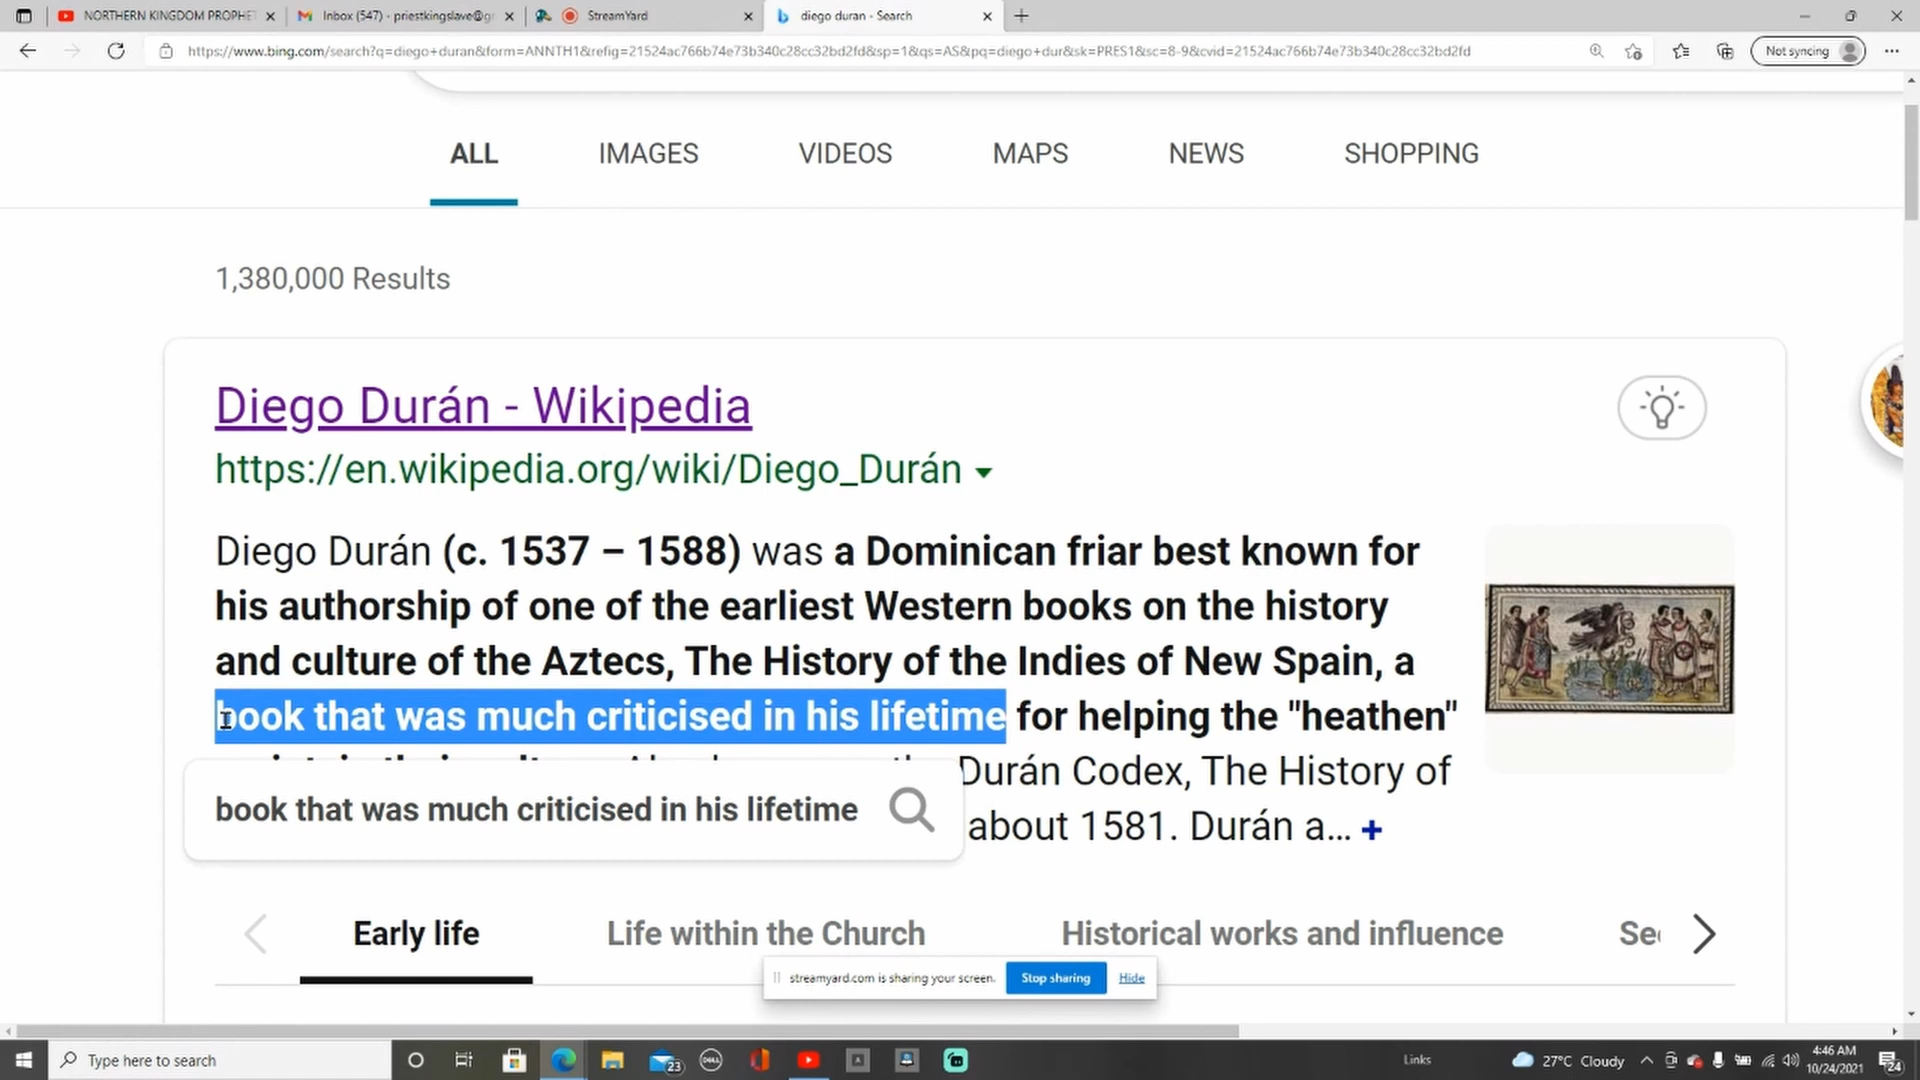 NORTHERN KINGDOM PROPHE
Inbox (547) - priestkingslave@g
StreamYard
diego duran - Search
https://www.bing.com/search?q=diego+duran&form=ANNTH1&refig=21524ac766b74e73b340c28cc32bd2fd&sp=1&qs=AS&pq=diego+dur&sk=PRES1&sc=8-9&cvid=21524ac766b74e73b340c28cc32bd2fd
Not syncing
ALL
IMAGES
VIDEOS
MAPS
NEWS
SHOPPING
1,380,000 Results
Diego Durán - Wikipedia
https://en.wikipedia.org/wiki/Diego_Durán
Diego Durán (c. 1537 – 1588) was a Dominican friar best known for
his authorship of one of the earliest Western books on the history
and culture of the Aztecs, The History of the Indies of New Spain, a
book that was much criticised in his lifetime for helping the "heathen"
Durán Codex, The History of
book that was much criticised in his lifetime
about 1581. Durán a... +
Early life
Life within the Church
Historical works and influence
See
streamyard.com is sharing your screen.
Stop sharing
Hide
Type here to search
23
DELL
Links
27°C Cloudy
4:46 AM
10/24/2021
24